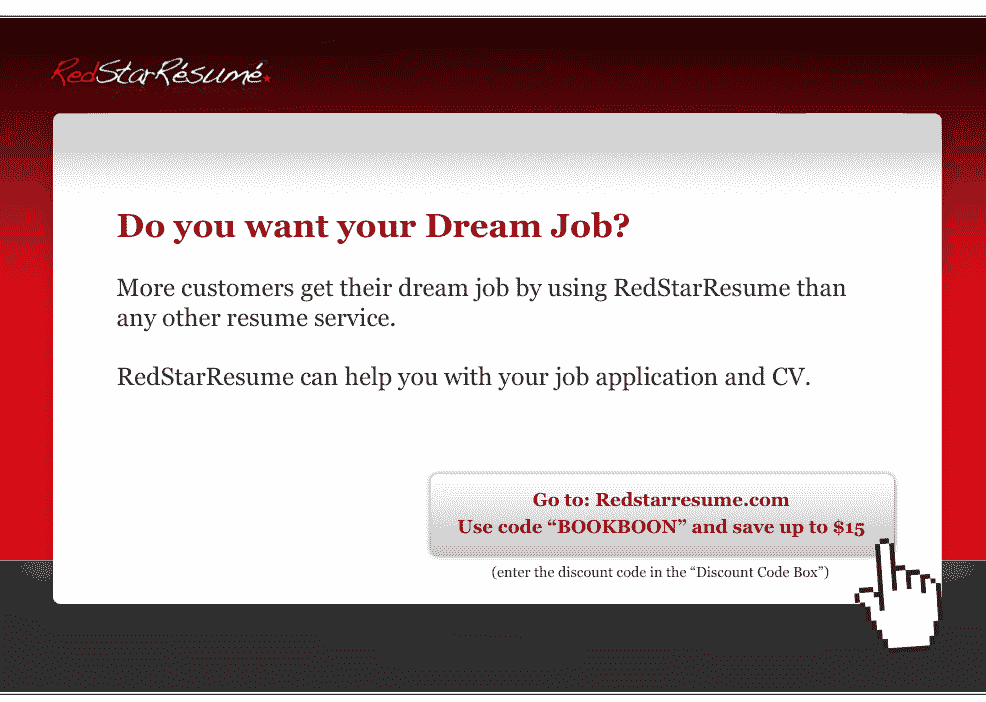 RedStarRésumé
Do you want your Dream Job?
More customers get their dream job by using RedStarResume than
any other resume service.
RedStarResume can help you with your job application and CV.
Go to: Redstarresume.com
Use code “BOOKBOON” and save up to $15
(enter the discount code in the “Discount Code Box”)